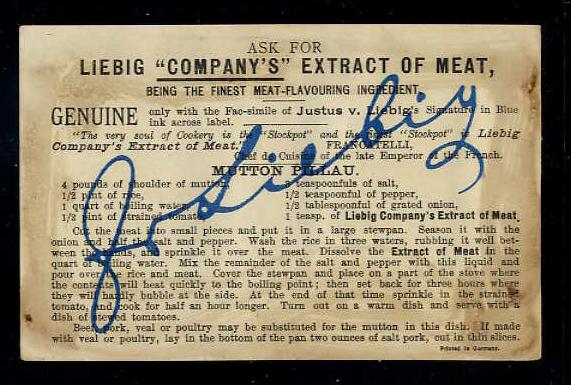 ASK FOR
LIEBIG "COMPANY'S" EXTRACT OF MEAT,
BEING THE FINEST MEAT-FLAVOURING INGREDIENT.
GENUINE only with the Fac-simile of Justus v. Liebig's Signature in Blue
ink across label.
"The very soul of Cookery is the "Stockpot" and the finest "Stockpot" is Liebig
Company's Extract of Meat." FRANCATELLI,
Chef de Cuisine of the late Emperor of the French.
MUTTON PILLAU.
4 pounds of shoulder of mutton, 3 teaspoonfuls of salt,
1/2 pint of rice, 1/2 teaspoonful of pepper,
1 quart of boiling water, 1/2 tablespoonful of grated onion,
1/2 pint of strained tomato, 1 teasp. of Liebig Company's Extract of Meat.
Cut the meat into small pieces and put it in a large stewpan. Season it with the
onion and half the salt and pepper. Wash the rice in three waters, rubbing it well bet-
ween the hands, and sprinkle it over the meat. Dissolve the Extract of Meat in the
quart of boiling water. Mix the remainder of the salt and pepper with this liquid and
pour over the rice and meat. Cover the stewpan and place on a part of the stove where
the contents will heat quickly to the boiling point; then set back for three hours where
they will hardly bubble at the side. At the end of that time sprinkle in the strained
tomato, and cook for half an hour longer. Turn out on a warm dish and serve with a
dish of stewed tomatoes.
Beef, pork, veal or poultry may be substituted for the mutton in this dish. If made
with veal or poultry, lay in the bottom of the pan two ounces of salt pork, cut in thin slices.
Printed in Germany.